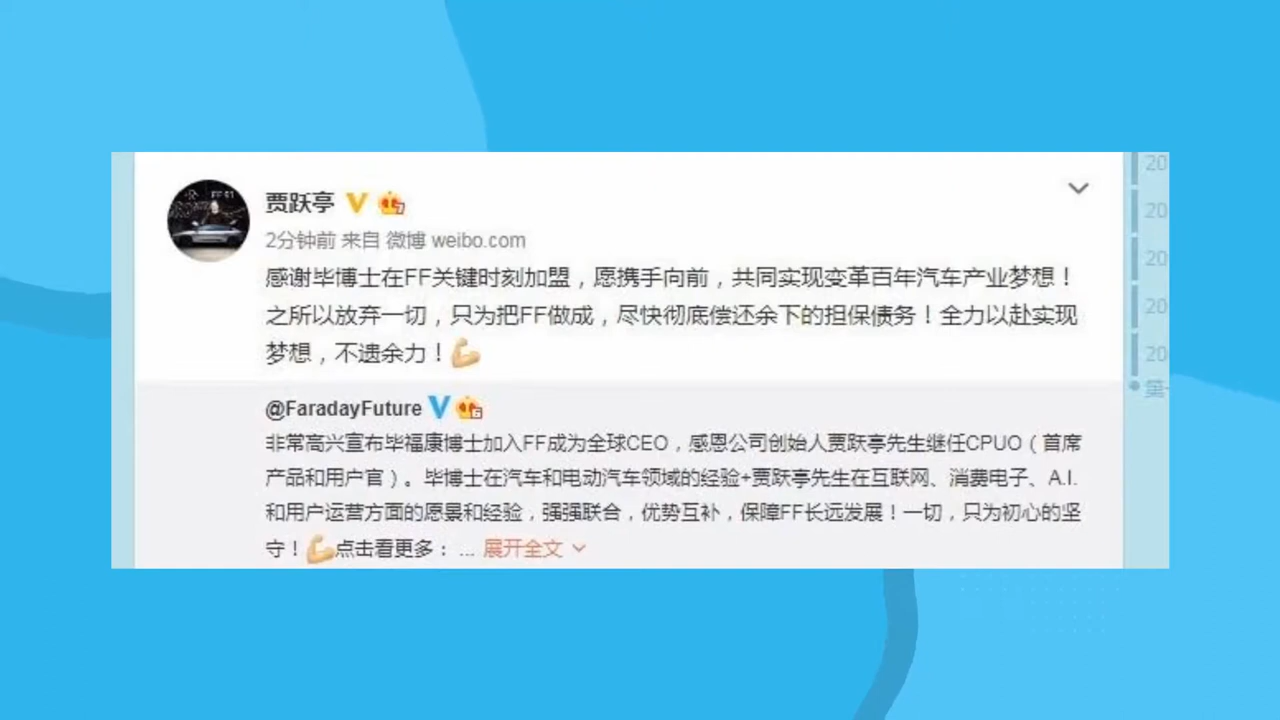 贾跃亭
2分钟前 来自 微博 weibo.com
感谢毕博士在FF关键时刻加盟，愿携手向前，共同实现变革百年汽车产业梦想！
之所以放弃一切，只为把FF做成，尽快彻底偿还余下的担保债务！全力以赴实现
梦想，不遗余力！
@FaradayFuture
非常高兴宣布毕福康博士加入FF成为全球CEO，感恩公司创始人贾跃亭先生继任CPUO（首席
产品和用户官）。毕博士在汽车和电动汽车领域的经验+贾跃亭先生在互联网、消费电子、A.I.
和用户运营方面的愿景和经验，强强联合，优势互补，保障FF长远发展！一切，只为初心的坚
守！点击看更多： ... 展开全文
20
20
20
20
20
第一